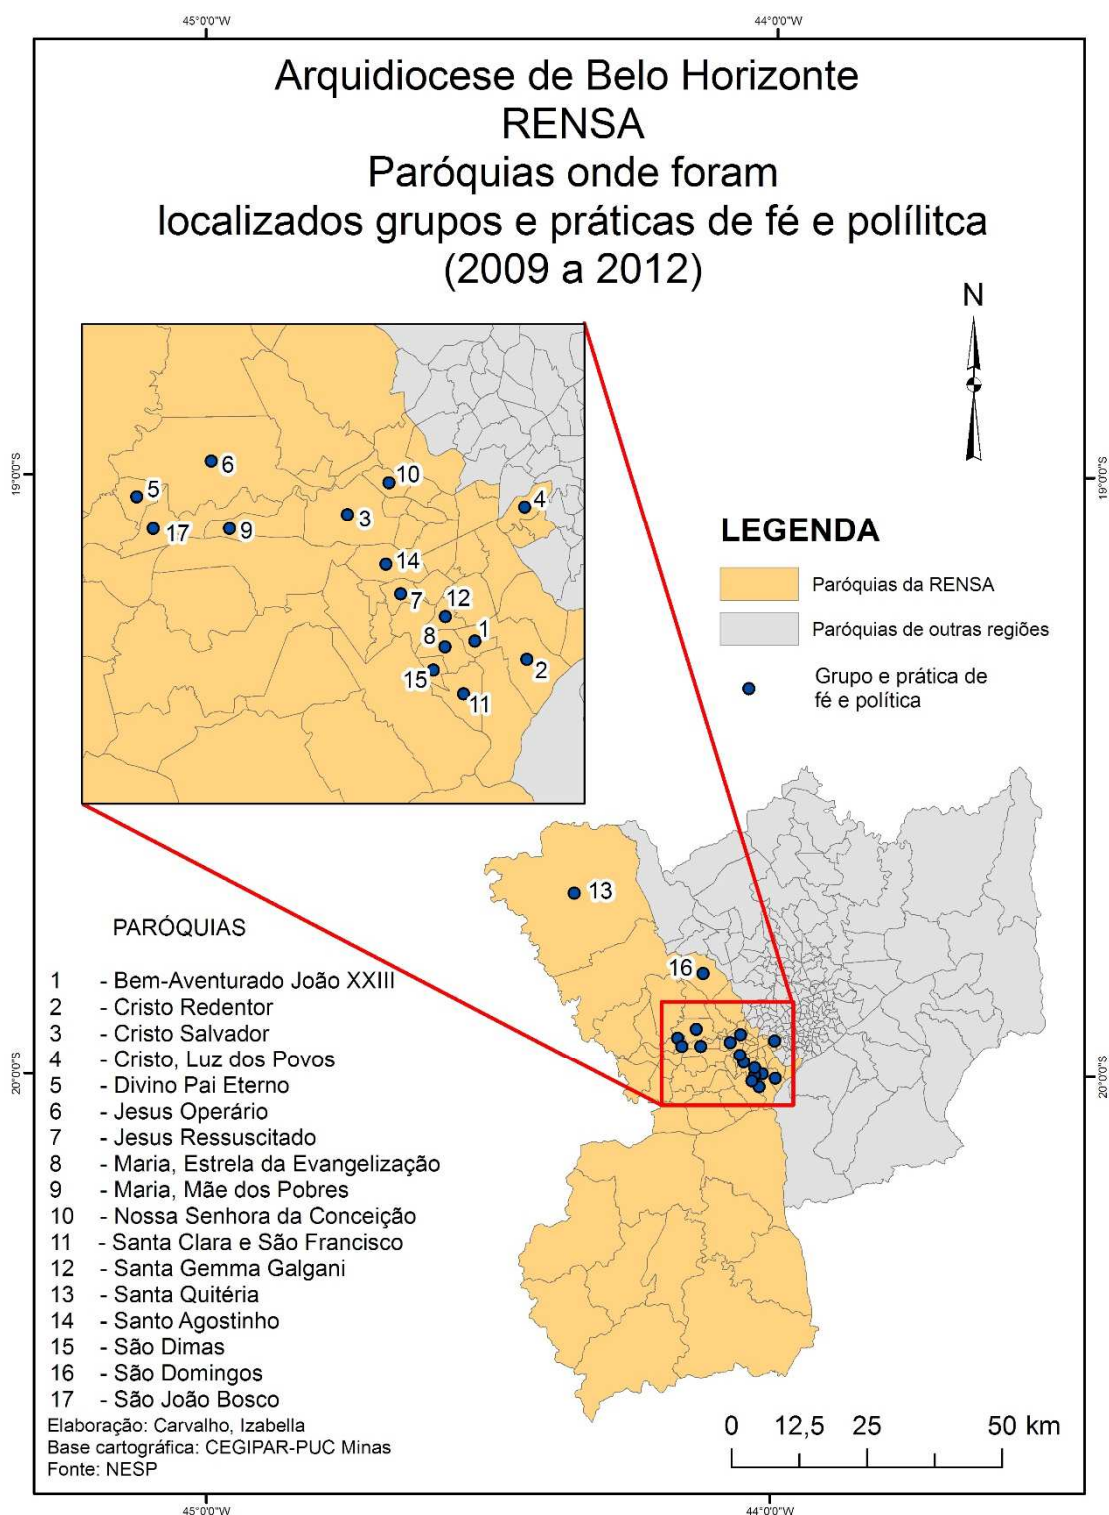 45°0'0"W
44°0'0"W
Arquidiocese de Belo Horizonte
RENSA
Paróquias onde foram
localizados grupos e práticas de fé e polílitca
(2009 a 2012)
N
6
5
17
9
10
3
4
14
7
12
8
1
15
2
11
19°0'0"S
19°0'0"S
LEGENDA
Paróquias da RENSA
Paróquias de outras regiões
Grupo e prática de
fé e política
13
16
20°0'0"S
20°0'0"S
PARÓQUIAS
1 - Bem-Aventurado João XXIII
2 - Cristo Redentor
3 - Cristo Salvador
4 - Cristo, Luz dos Povos
5 - Divino Pai Eterno
6 - Jesus Operário
7 - Jesus Ressuscitado
8 - Maria, Estrela da Evangelização
9 - Maria, Mãe dos Pobres
10 - Nossa Senhora da Conceição
11 - Santa Clara e São Francisco
12 - Santa Gemma Galgani
13 - Santa Quitéria
14 - Santo Agostinho
15 - São Dimas
16 - São Domingos
17 - São João Bosco
Elaboração: Carvalho, Izabella
Base cartográfica: CEGIPAR-PUC Minas
Fonte: NESP
0 12,5 25 50 km
45°0'0"W
44°0'0"W